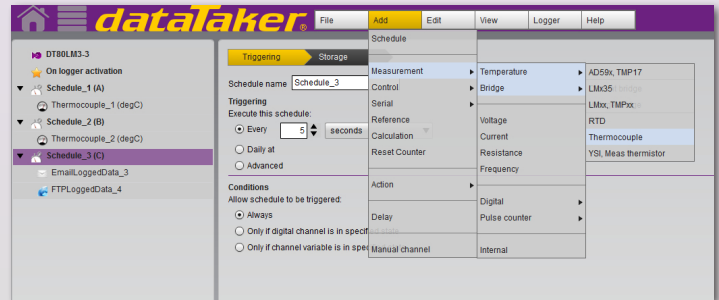 dataTaker
File Add Edit View Logger Help
DT80LM3-3
On logger activation
Schedule_1 (A)
Thermocouple_1 (degC)
Schedule_2 (B)
Thermocouple_2 (degC)
Schedule_3 (C)
EmailLoggedData_3
FTPLoggedData_4
Triggering Storage
Schedule name Schedule_3
Triggering
Execute this schedule:
Every 5 seconds
Daily at
Advanced
Conditions
Allow schedule to be triggered:
Always
Only if digital channel is in specified state
Only if channel variable is in spe
Schedule
Measurement
Control
Serial
Reference
Calculation
Reset Counter
Action
Delay
Manual channel
Temperature
Bridge
Voltage
Current
Resistance
Frequency
Digital
Pulse counter
Internal
AD59x, TMP17
LMx35
LMxx, TMPxx
RTD
Thermocouple
YSI, Meas thermistor